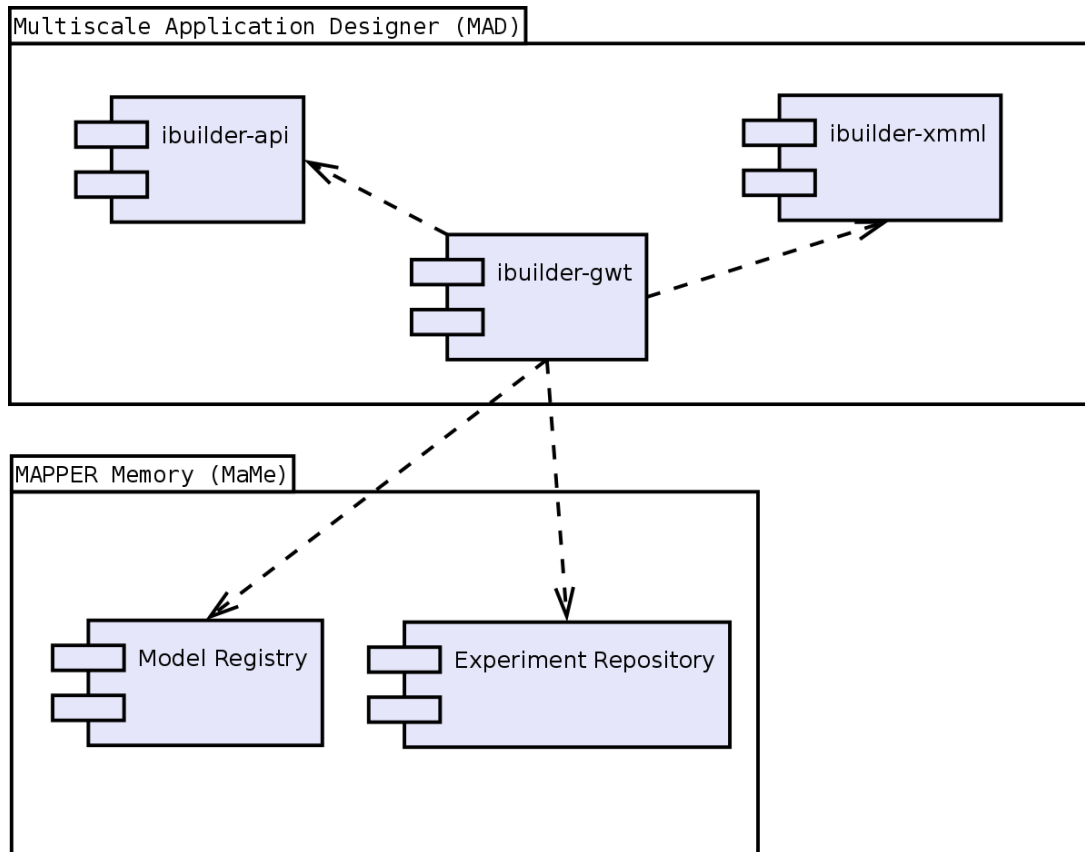 Multiscale Application Designer (MAD)
ibuilder-api
ibuilder-xmml
ibuilder-gwt
MAPPER Memory (MaMe)
Model Registry
Experiment Repository